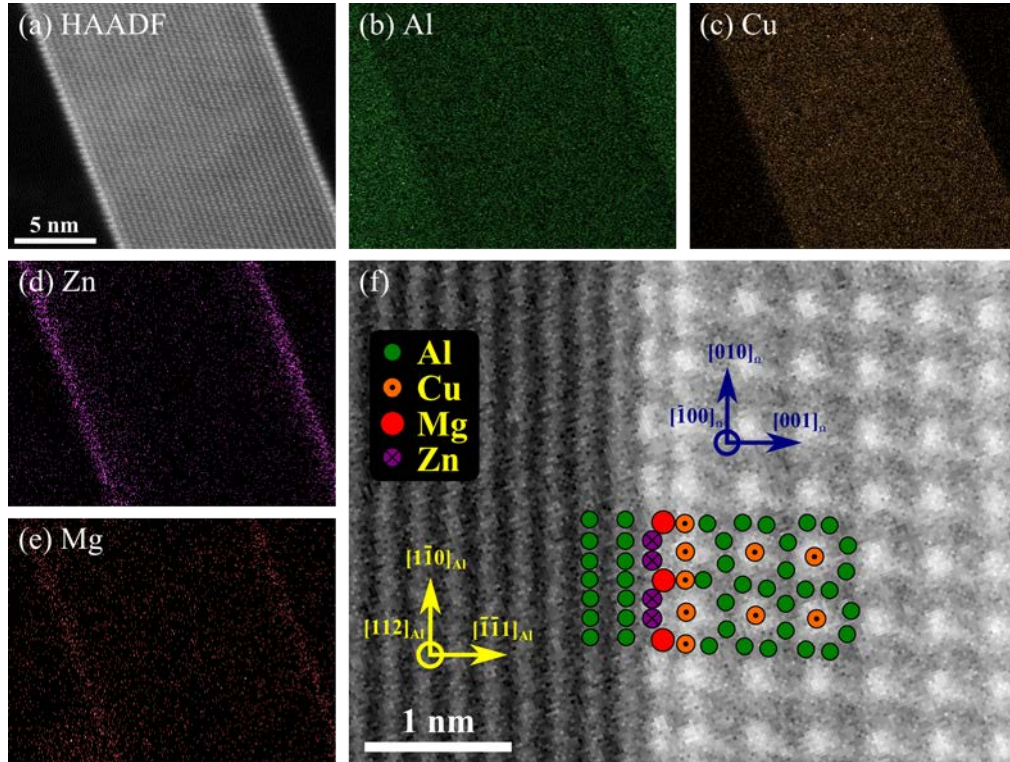 (a) HAADF
5 nm
(b) Al
(c) Cu
(d) Zn
(e) Mg
(f)
Al
Cu
Mg
Zn
[010]Ω
[1̄00]Ω
[001]Ω
[11̄0]Al
[112]Al
[1̄1̄1]Al
1 nm